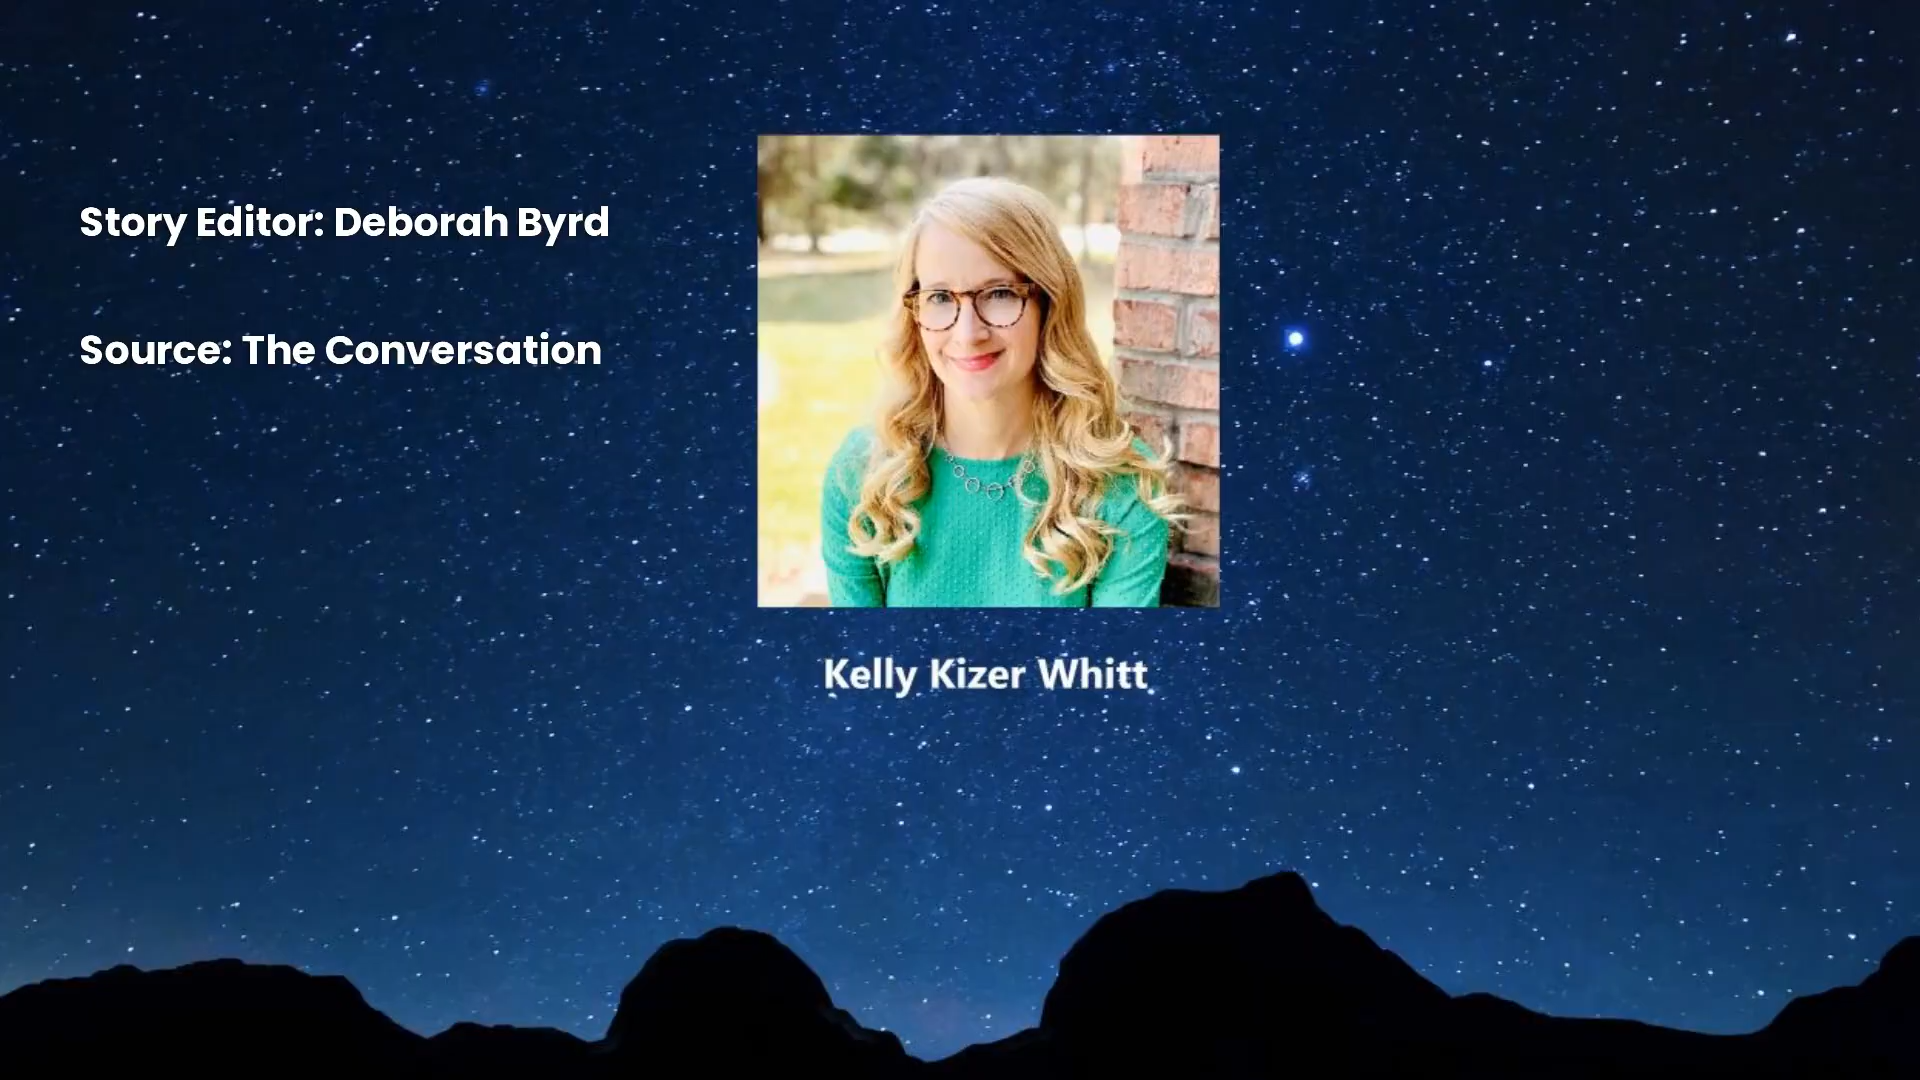 Story Editor: Deborah Byrd
Source: The Conversation
Kelly Kizer Whitt